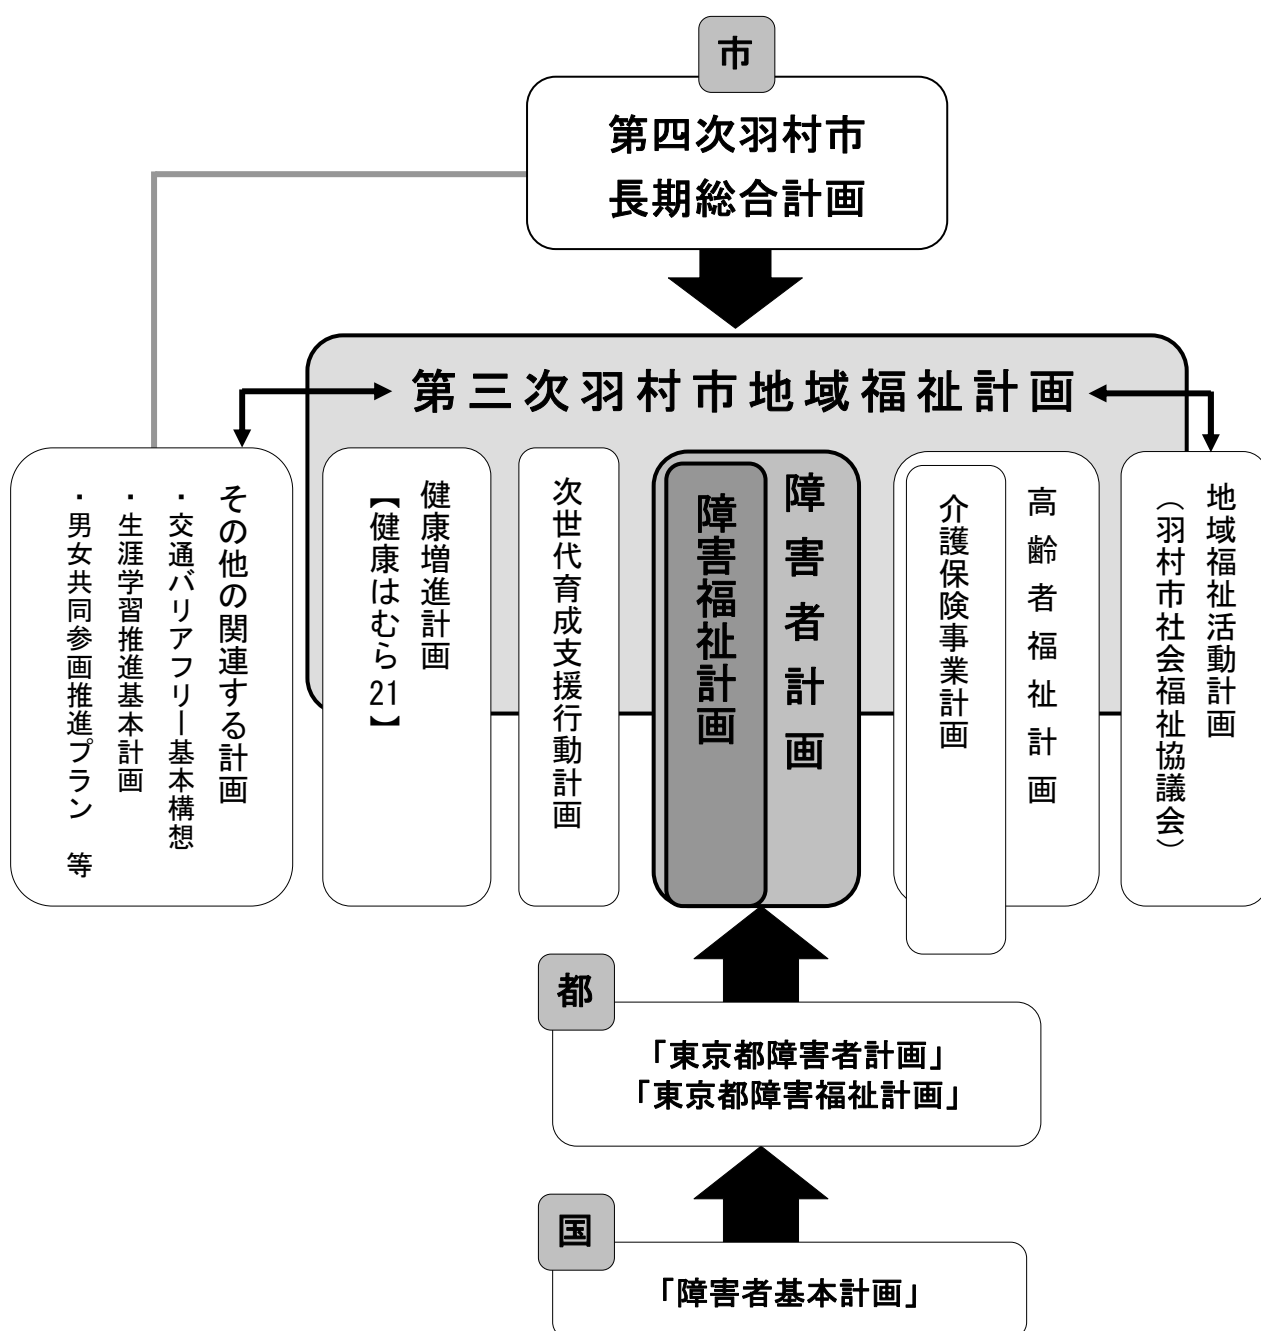 市
第四次羽村市
長期総合計画
第三次羽村市地域福祉計画
地域福祉活動計画
（羽村市社会福祉協議会）
高齢者福祉計画
介護保険事業計画
障害者計画
障害福祉計画
次世代育成支援行動計画
健康増進計画
【健康はむら21】
その他の関連する計画
・交通バリアフリー基本構想
・生涯学習推進基本計画
・男女共同参画推進プラン 等
都
「東京都障害者計画」
「東京都障害福祉計画」
国
「障害者基本計画」